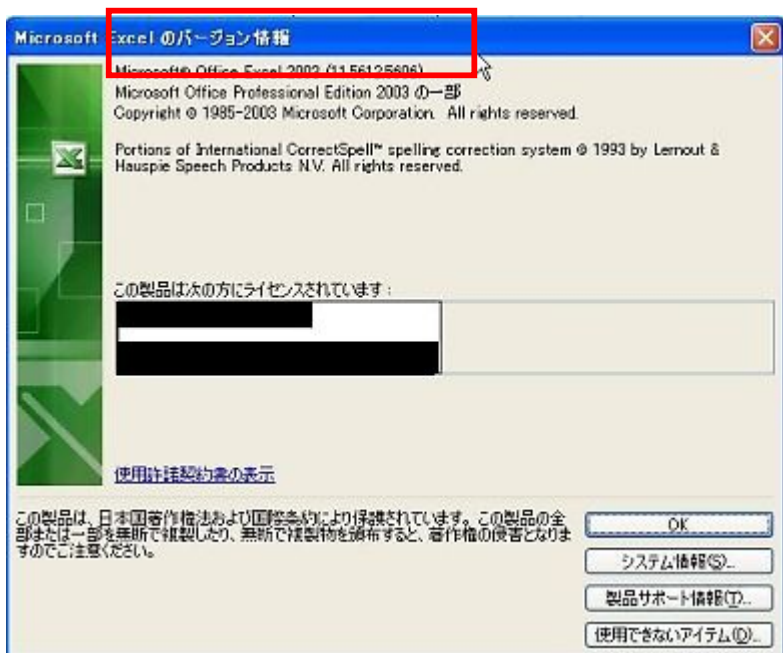 Microsoft Excel のバージョン情報
Microsoft® Office Excel 2003 (11.5612.5606)
Microsoft Office Professional Edition 2003 の一部
Copyright © 1985-2003 Microsoft Corporation. All rights reserved.
Portions of International CorrectSpell™ spelling correction system © 1993 by Lernout &
Hauspie Speech Products N.V. All rights reserved.
この製品は次の方にライセンスされています：
使用許諾契約書の表示
この製品は、日本国著作権法および国際条約により保護されています。この製品の全
部または一部を無断で複製したり、無断で複製物を頒布すると、著作権の侵害となりま
すのでご注意ください。
OK
システム情報(S)...
製品サポート情報(T)...
使用できないアイテム(D)...